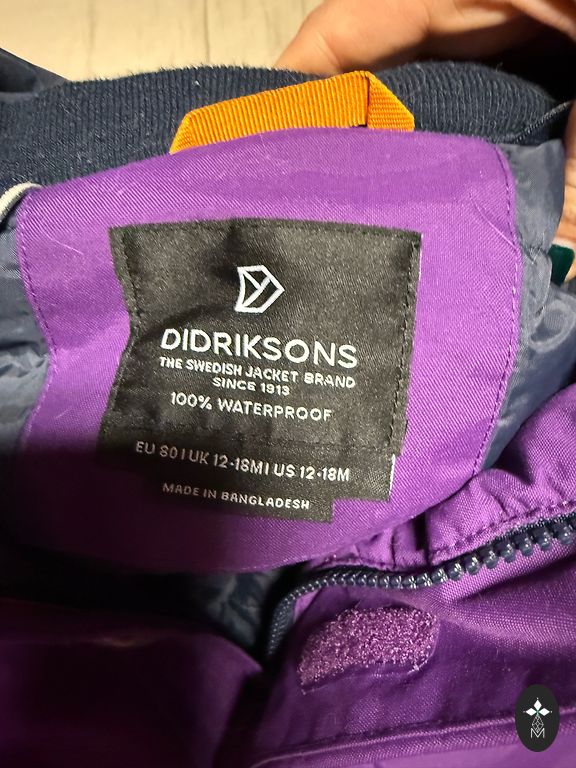 DIDRIKSONS
THE SWEDISH JACKET BRAND
SINCE 1913
100% WATERPROOF
EU 80 I UK 12-18M I US 12-18M
MADE IN BANGLADESH